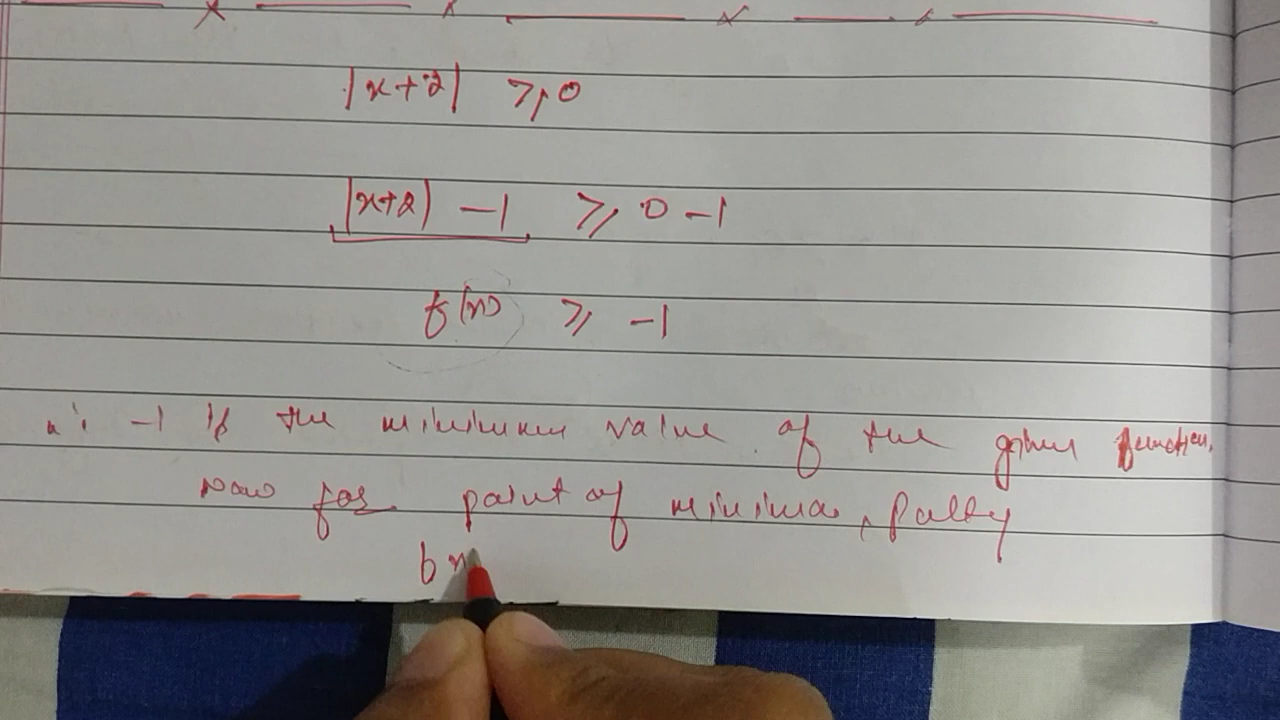 |x+2| ≥ 0
|x+2| - 1 ≥ 0 - 1
f(x) ≥ -1
∴ -1 is the minimum value of the given function.
Now for point of minima,